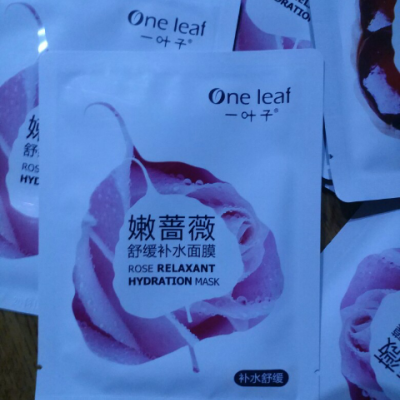 One leaf
一叶子®
One leaf
一叶子®
嫩蔷薇
舒缓补水面膜
ROSE RELAXANT
HYDRATION MASK
补水舒缓